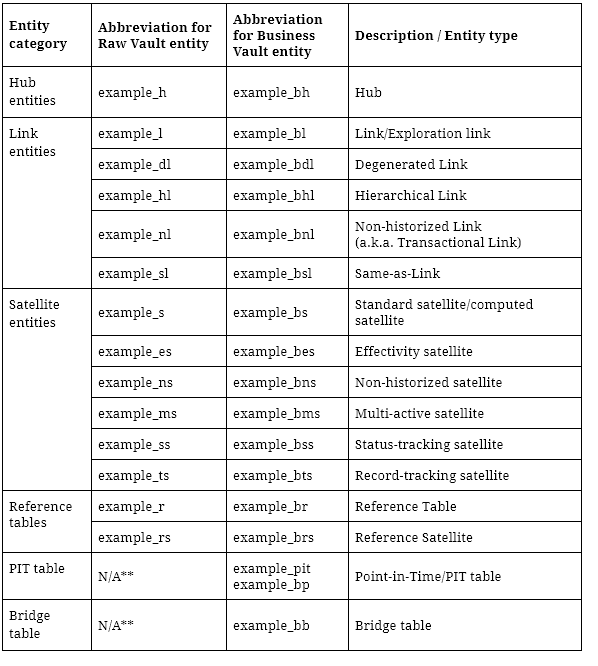 Entity category
Abbreviation for Raw Vault entity
Abbreviation for Business Vault entity
Description / Entity type
Hub entities
example_h
example_bh
Hub
Link entities
example_l
example_bl
Link/Exploration link
example_dl
example_bdl
Degenerated Link
example_hl
example_bhl
Hierarchical Link
example_nl
example_bnl
Non-historized Link
(a.k.a. Transactional Link)
example_sl
example_bsl
Same-as-Link
Satellite entities
example_s
example_bs
Standard satellite/computed satellite
example_es
example_bes
Effectivity satellite
example_ns
example_bns
Non-historized satellite
example_ms
example_bms
Multi-active satellite
example_ss
example_bss
Status-tracking satellite
example_ts
example_bts
Record-tracking satellite
Reference tables
example_r
example_br
Reference Table
example_rs
example_brs
Reference Satellite
PIT table
N/A**
example_pit
example_bp
Point-in-Time/PIT table
Bridge table
N/A**
example_bb
Bridge table